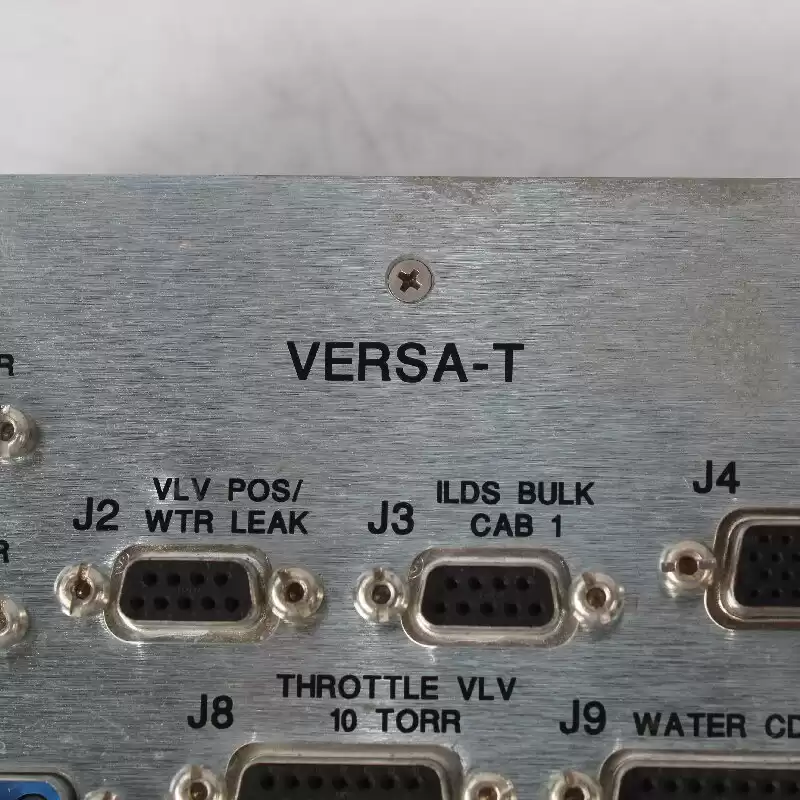 VERSA-T
R
J2 VLV POS/
WTR LEAK
J3 ILDS BULK
CAB 1
J4
R
J8 THROTTLE VLV
10 TORR
J9 WATER CD